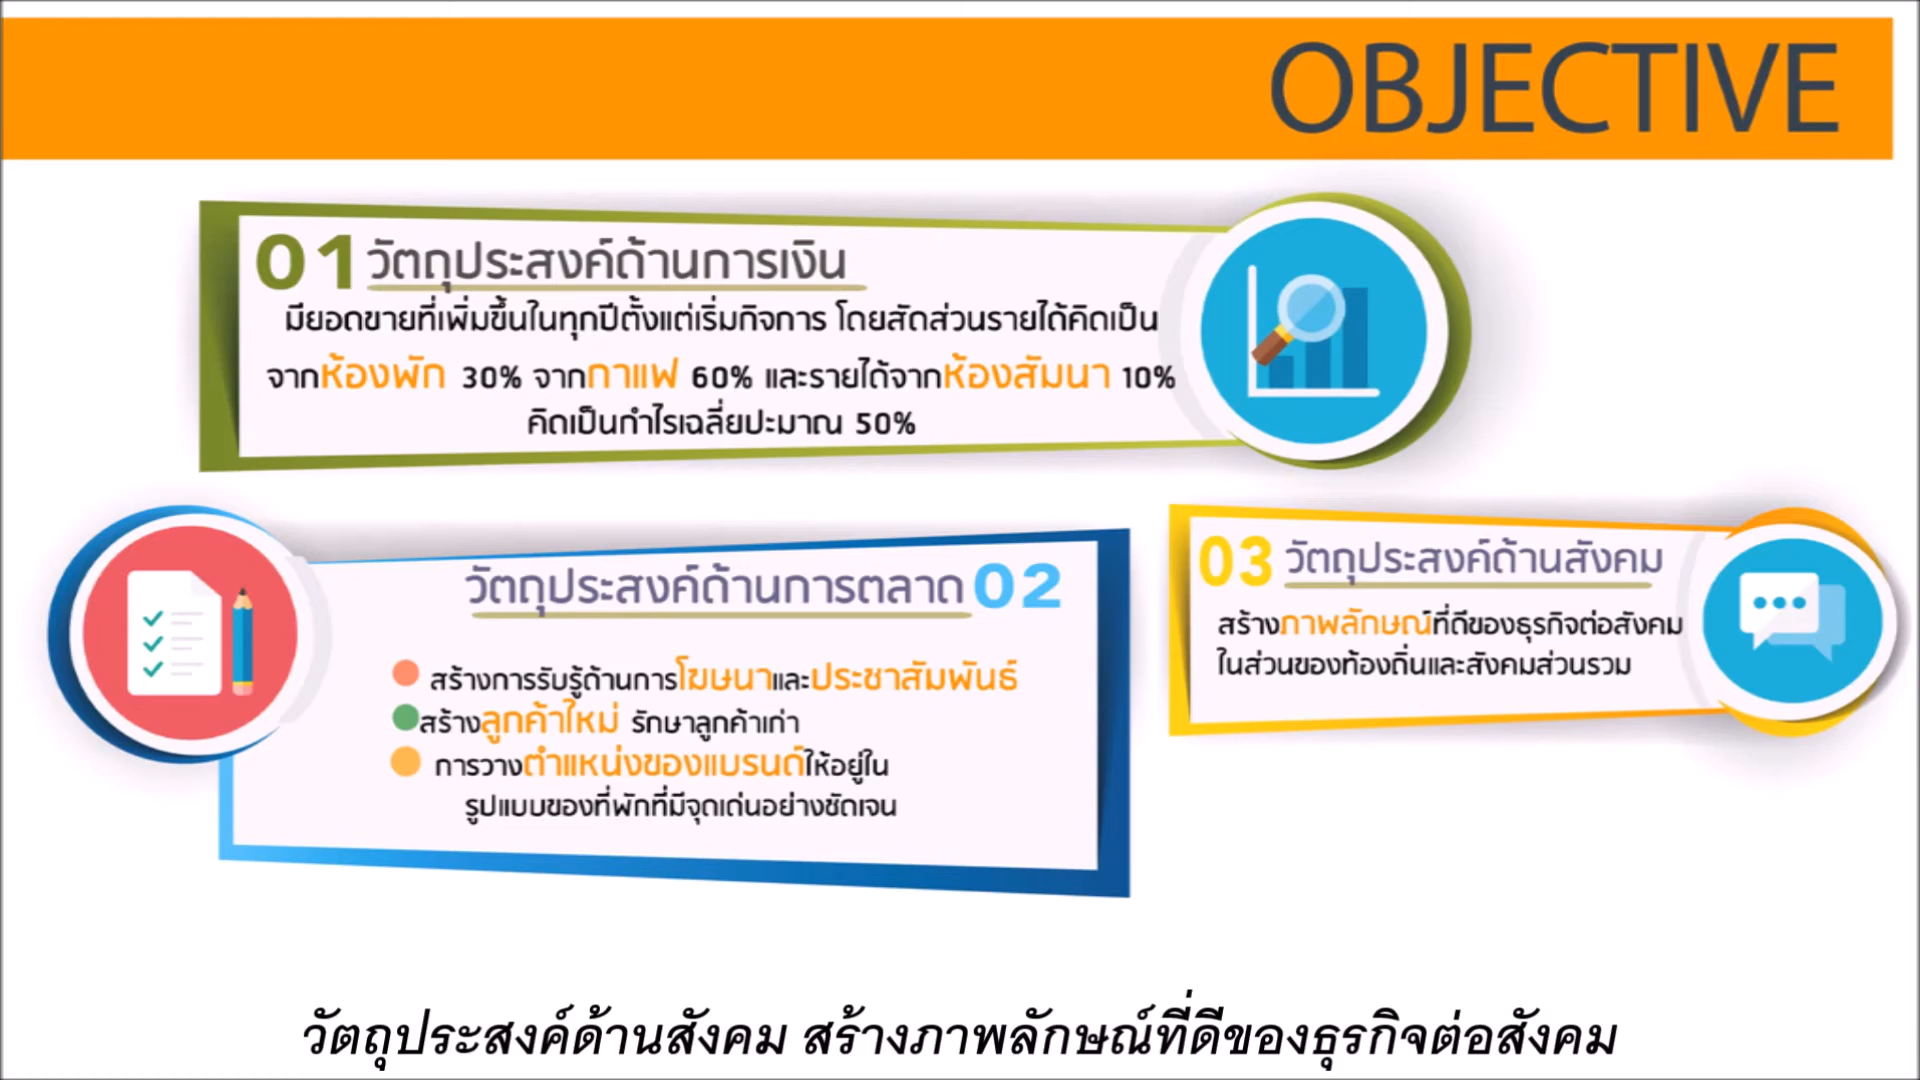 OBJECTIVE
01 วัตถุประสงค์ด้านการเงิน
มียอดขายที่เพิ่มขึ้นในทุกปีตั้งแต่เริ่มกิจการ โดยสัดส่วนรายได้คิดเป็น
จากห้องพัก 30% จากกาแฟ 60% และรายได้จากห้องสัมนา 10%
คิดเป็นกำไรเฉลี่ยปะมาณ 50%
วัตถุประสงค์ด้านการตลาด 02
สร้างการรับรู้ด้านการโฆษนาและประชาสัมพันธ์
สร้างลูกค้าใหม่ รักษาลูกค้าเก่า
การวางตำแหน่งของแบรนด์ให้อยู่ใน
รูปแบบของที่พักที่มีจุดเด่นอย่างชัดเจน
03 วัตถุประสงค์ด้านสังคม
สร้างภาพลักษณ์ที่ดีของธุรกิจต่อสังคม
ในส่วนของท้องถิ่นและสังคมส่วนรวม
วัตถุประสงค์ด้านสังคม สร้างภาพลักษณ์ที่ดีของธุรกิจต่อสังคม